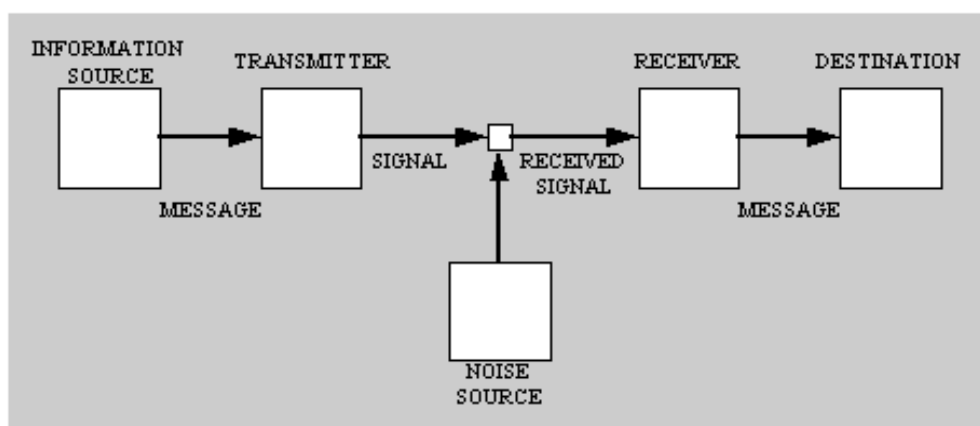 INFORMATION
SOURCE
TRANSMITTER
RECEIVER
DESTINATION
SIGNAL
RECEIVED
SIGNAL
MESSAGE
MESSAGE
NOISE
SOURCE